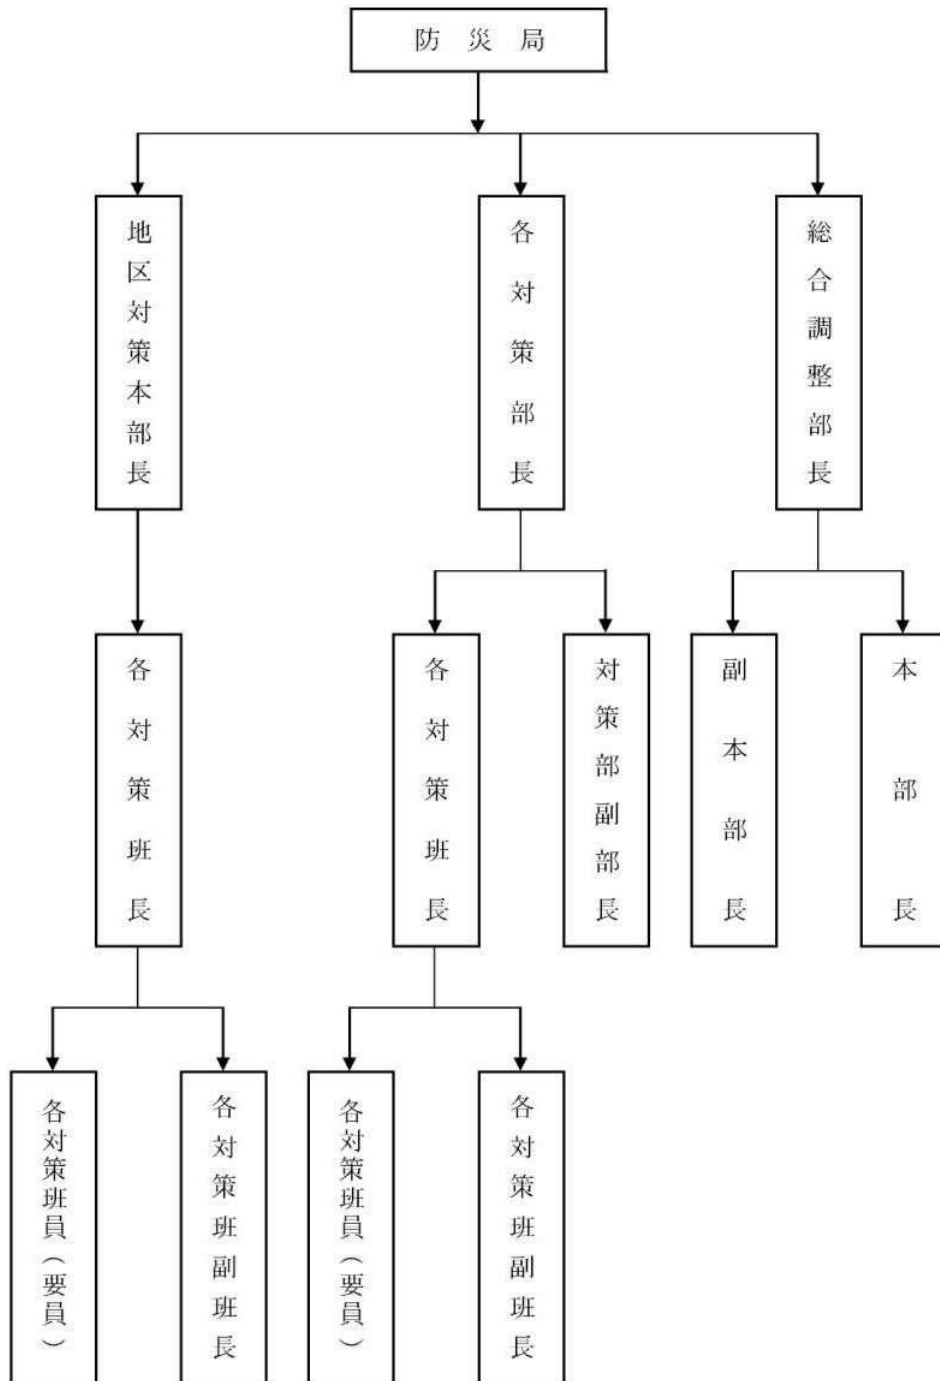 防災局
総合調整部長
各対策部長
地区対策本部長
本部長
副本部長
対策部副部長
各対策班長
各対策班長
各対策班副班長
各対策班員(要員)
各対策班副班長
各対策班員(要員)